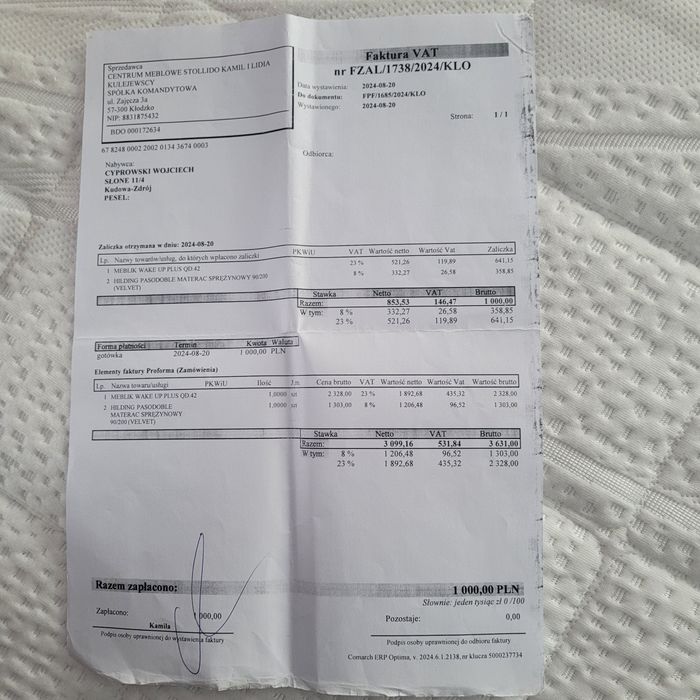 Sprzedawca
CENTRUM MEBLOWE STOLLIDO KAMIL I LIDIA
KULEJEWSCY
SPÓŁKA KOMANDYTOWA
ul. Zajęcza 3a
57-300 Kłodzko
NIP: 8831875432
BDO 000172634
67 8248 0002 2002 0134 3674 0003
Faktura VAT
nr FZAL/1738/2024/KLO
Data wystawienia: 2024-08-20
Do dokumentu: FPF/1685/2024/KLO
Wystawionego: 2024-08-20
Strona: 1/1
Nabywca:
CYPROWSKI WOJCIECH
SŁONE 11/4
Kudowa-Zdrój
PESEL:
Odbiorca:
Zaliczka otrzymana w dniu: 2024-08-20
Lp. Nazwy towarów/usług, do których wpłacono zaliczki PKWiU VAT Wartość netto Wartość Vat Zaliczka
1 MEBLIK WAKE UP PLUS QD.42 23 % 521,26 119,89 641,15
2 HILDING PASODOBLE MATERAC SPRĘŻYNOWY 90/200 8 % 332,27 26,58 358,85
(VELVET)
Stawka Netto VAT Brutto
Razem: 853,53 146,47 1 000,00
W tym: 8 % 332,27 26,58 358,85
23 % 521,26 119,89 641,15
Forma płatności Termin Kwota Waluta
gotówka 2024-08-20 1 000,00 PLN
Elementy faktury Proforma (Zamówienia)
Lp. Nazwa towaru/usługi PKWiU Ilość J.m. Cena brutto VAT Wartość netto Wartość Vat Wartość brutto
1 MEBLIK WAKE UP PLUS QD.42 1,0000 szt 2 328,00 23 % 1 892,68 435,32 2 328,00
2 HILDING PASODOBLE 1,0000 szt 1 303,00 8 % 1 206,48 96,52 1 303,00
MATERAC SPRĘŻYNOWY
90/200 (VELVET)
Stawka Netto VAT Brutto
Razem: 3 099,16 531,84 3 631,00
W tym: 8 % 1 206,48 96,52 1 303,00
23 % 1 892,68 435,32 2 328,00
Razem zapłacono: 1 000,00 PLN
Słownie: jeden tysiąc zł 0/100
Zapłacono: 000,00
Pozostaje: 0,00
Kamila
Podpis osoby uprawnionej do wystawienia faktury
Podpis osoby uprawnionej do odbioru faktury
Comarch ERP Optima, v. 2024.6.1.2138, nr klucza 5000237734